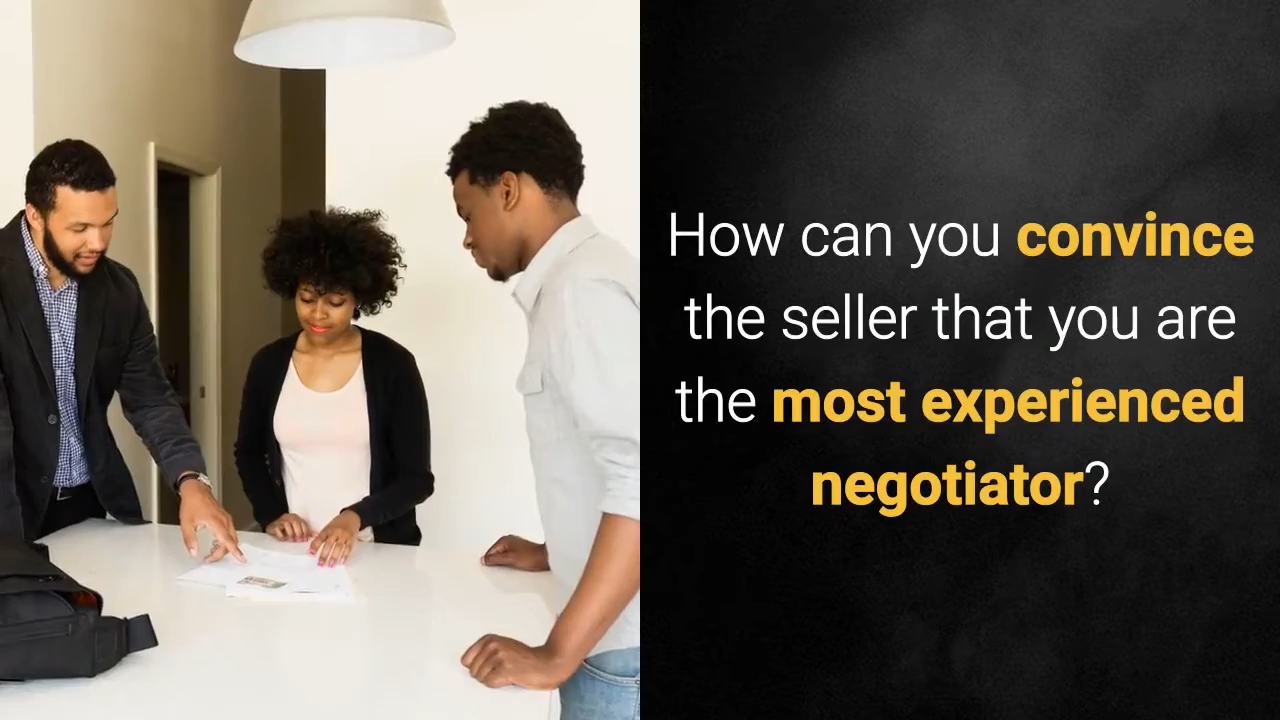 How can you convince
the seller that you are
the most experienced
negotiator?